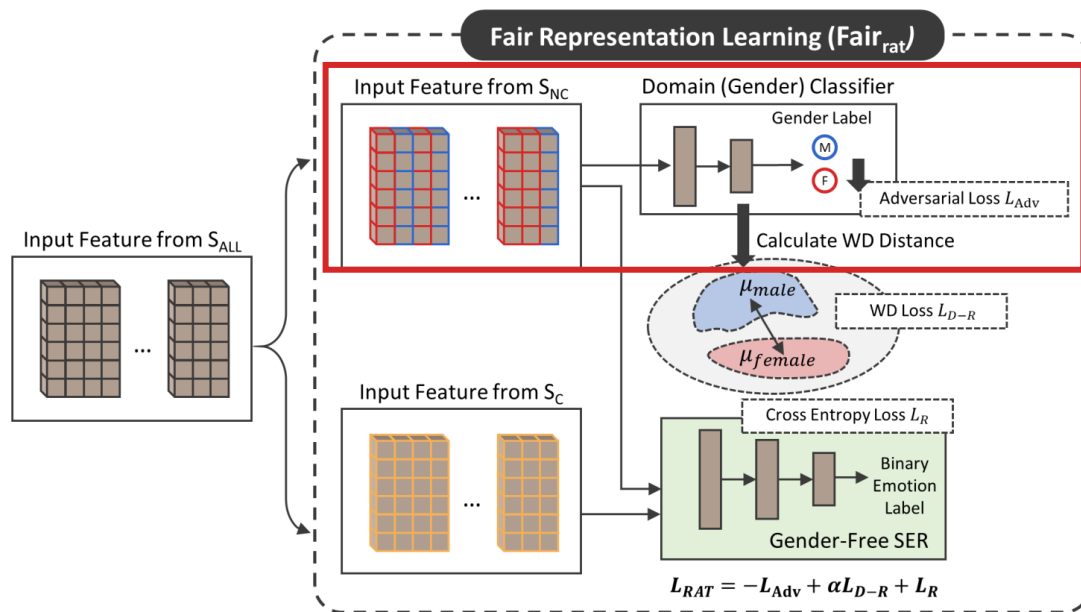 Fair Representation Learning (Fair_rat)
Input Feature from S_NC
Domain (Gender) Classifier
Gender Label
M
F
...
Adversarial Loss L_Adv
Calculate WD Distance
Input Feature from S_ALL
...
μ_male
μ_female
WD Loss L_D−R
Input Feature from S_C
...
Cross Entropy Loss L_R
Binary
Emotion
Label
Gender-Free SER
L_RAT = −L_Adv + αL_D−R + L_R